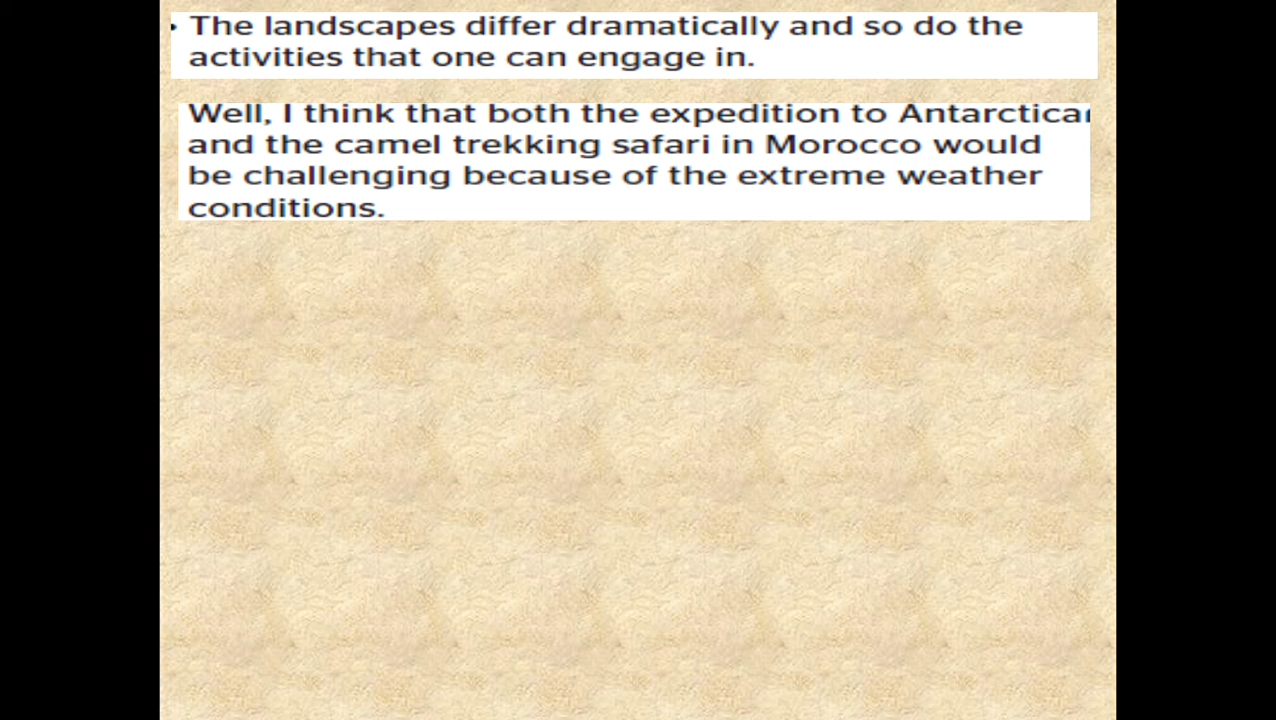 • The landscapes differ dramatically and so do the
activities that one can engage in.
Well, I think that both the expedition to Antarctica
and the camel trekking safari in Morocco would
be challenging because of the extreme weather
conditions.